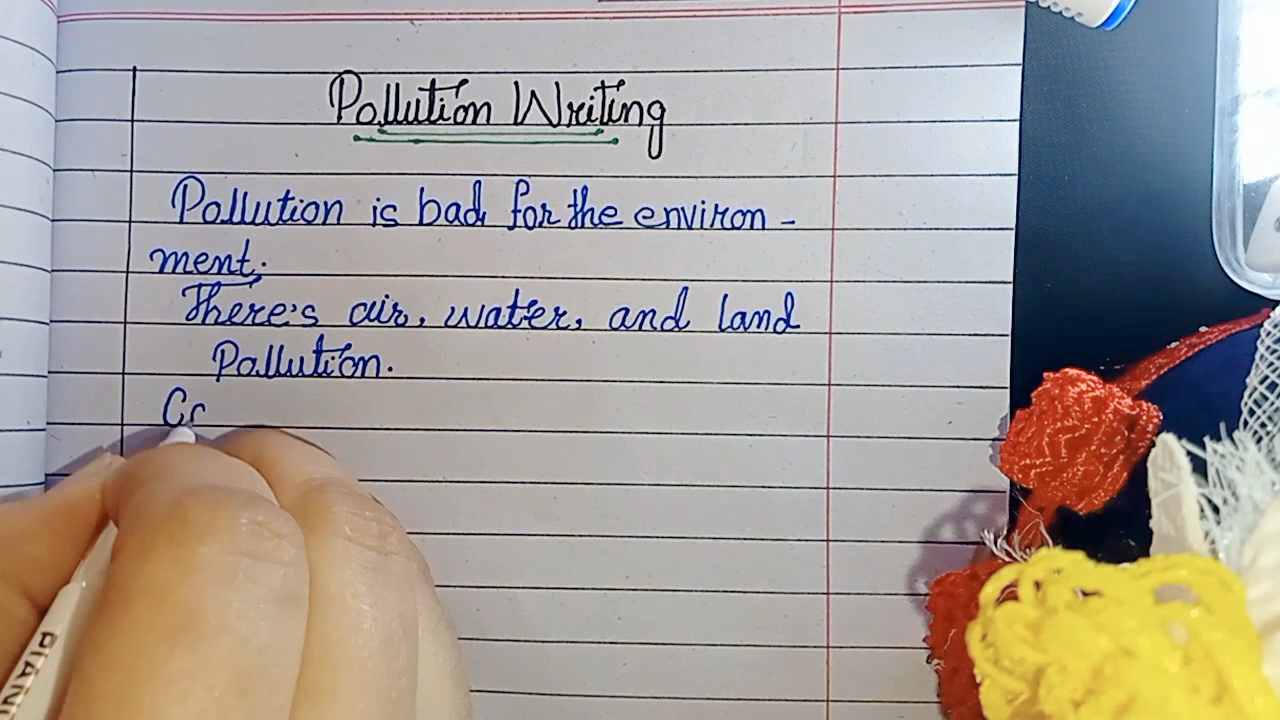 Pollution Writing
Pollution is bad for the environ -
ment.
There's air, water, and land
Pollution.